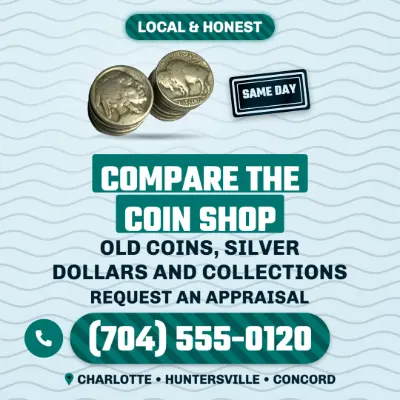 LOCAL & HONEST
SAME DAY
COMPARE THE
COIN SHOP
OLD COINS, SILVER
DOLLARS AND COLLECTIONS
REQUEST AN APPRAISAL
(704) 555-0120
CHARLOTTE • HUNTERSVILLE • CONCORD